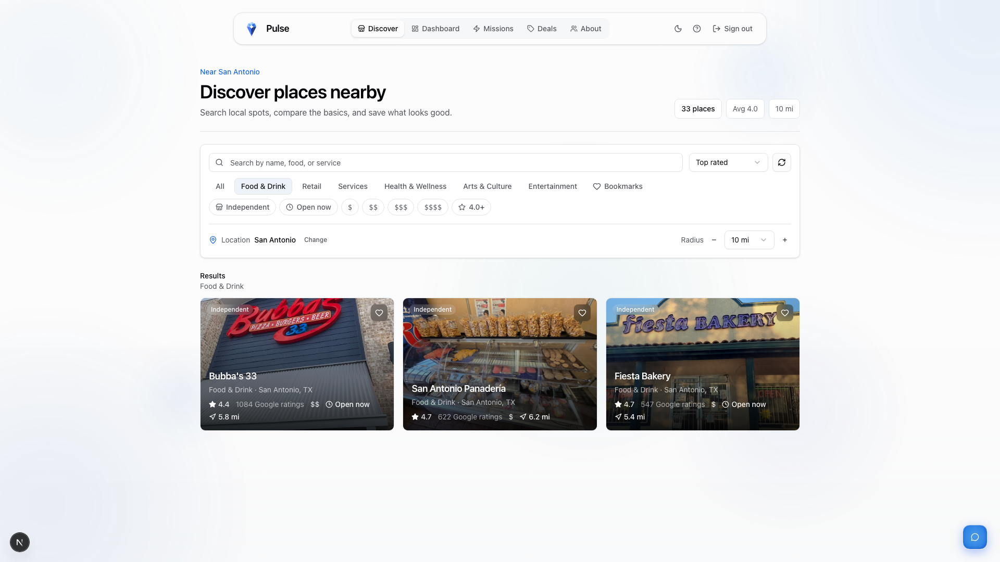 Pulse
Discover
Dashboard
Missions
Deals
About
Sign out
Near San Antonio
Discover places nearby
Search local spots, compare the basics, and save what looks good.
33 places
Avg 4.0
10 mi
Search by name, food, or service
Top rated
All
Food & Drink
Retail
Services
Health & Wellness
Arts & Culture
Entertainment
Bookmarks
Independent
Open now
$
$$
$$$
$$$$
4.0+
Location San Antonio Change
Radius − 10 mi +
Results
Food & Drink
Independent
Bubba's
PIZZA • BURGERS • BEER
33
Bubba's 33
Food & Drink · San Antonio, TX
4.4 1084 Google ratings $$ Open now
5.8 mi
Independent
San Antonio Panadería
Food & Drink · San Antonio, TX
4.7 622 Google ratings $ 6.2 mi
Independent
fiesta BAKERY
OPEN
Fiesta Bakery
Food & Drink · San Antonio, TX
4.7 547 Google ratings $ Open now
5.4 mi
N